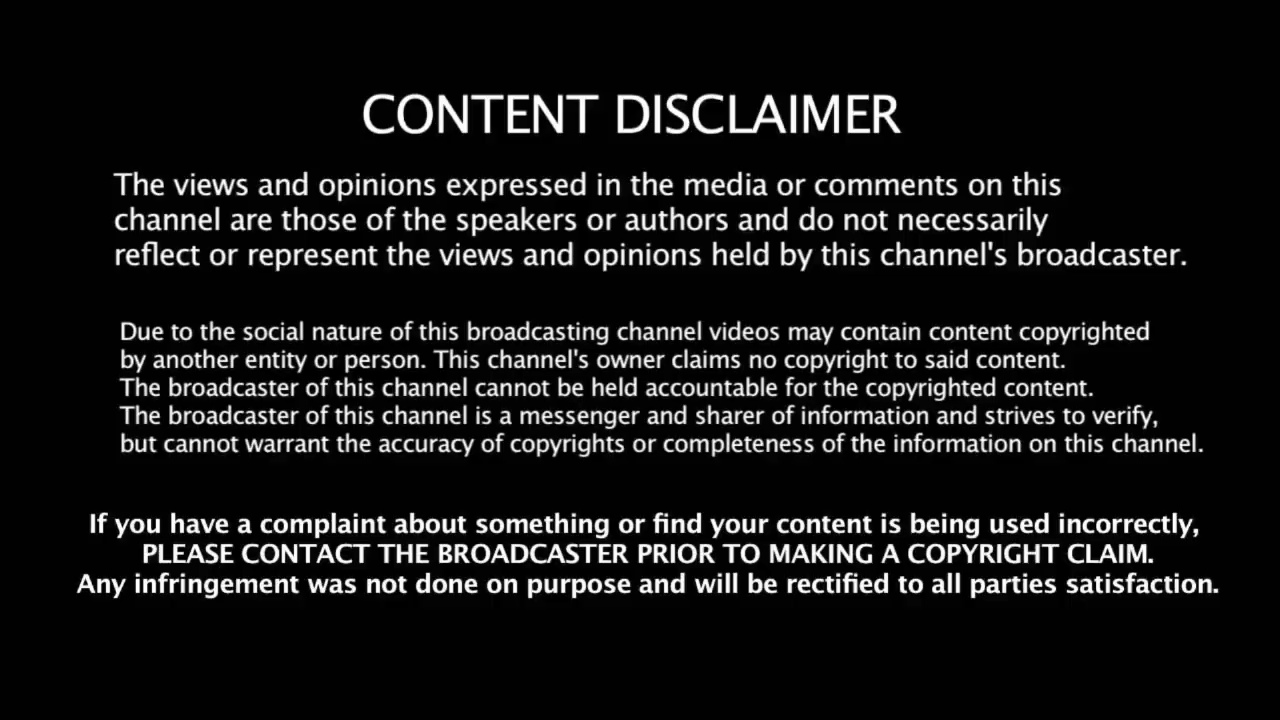 CONTENT DISCLAIMER
The views and opinions expressed in the media or comments on this
channel are those of the speakers or authors and do not necessarily
reflect or represent the views and opinions held by this channel's broadcaster.
Due to the social nature of this broadcasting channel videos may contain content copyrighted
by another entity or person. This channel's owner claims no copyright to said content.
The broadcaster of this channel cannot be held accountable for the copyrighted content.
The broadcaster of this channel is a messenger and sharer of information and strives to verify,
but cannot warrant the accuracy of copyrights or completeness of the information on this channel.
If you have a complaint about something or find your content is being used incorrectly,
PLEASE CONTACT THE BROADCASTER PRIOR TO MAKING A COPYRIGHT CLAIM.
Any infringement was not done on purpose and will be rectified to all parties satisfaction.